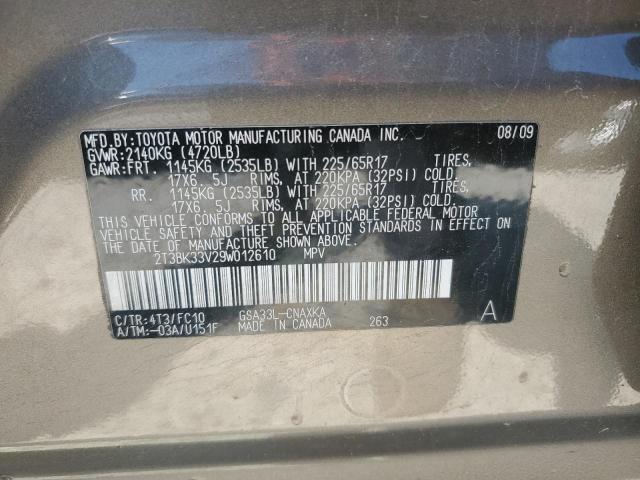 MFD.BY:TOYOTA MOTOR MANUFACTURING CANADA INC. 08/09
GVWR:2140KG (4720LB)
GAWR:FRT. 1145KG (2535LB) WITH 225/65R17 TIRES,
17X6.5J RIMS, AT 220KPA (32PSI) COLD.
RR. 1145KG (2535LB) WITH 225/65R17 TIRES,
17X6.5J RIMS, AT 220KPA (32PSI) COLD.
THIS VEHICLE CONFORMS TO ALL APPLICABLE FEDERAL MOTOR
VEHICLE SAFETY AND THEFT PREVENTION STANDARDS IN EFFECT ON
THE DATE OF MANUFACTURE SHOWN ABOVE.
2T3BK33V29W012610 MPV
C/TR:4T3/FC10 GSA33L-CNAXKA A
A/TM:-03A/U151F MADE IN CANADA 263